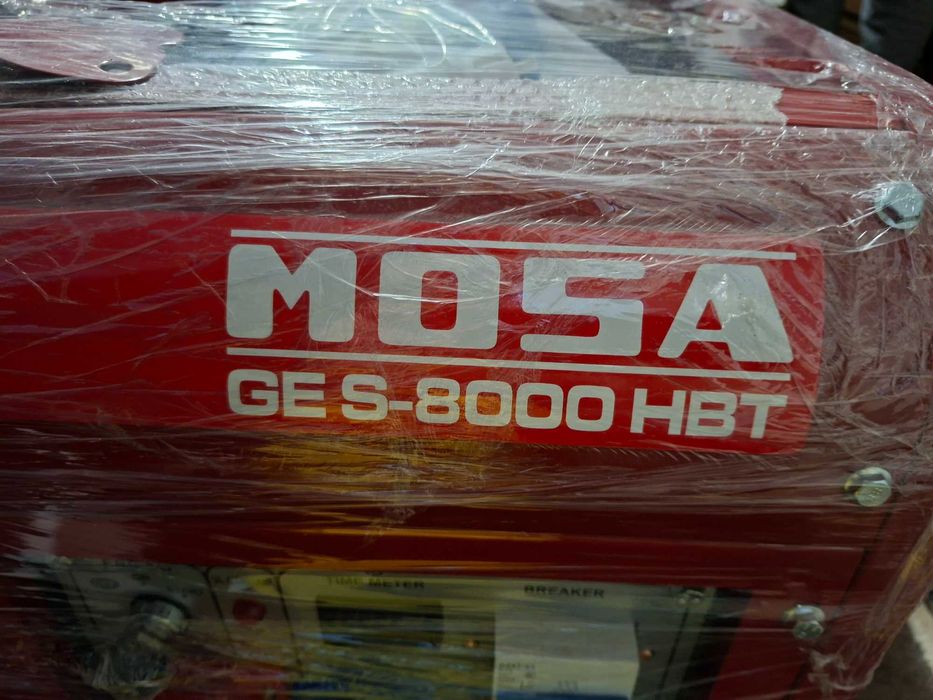 MOSA
GE S-8000 HBT
TIME METER
BREAKER